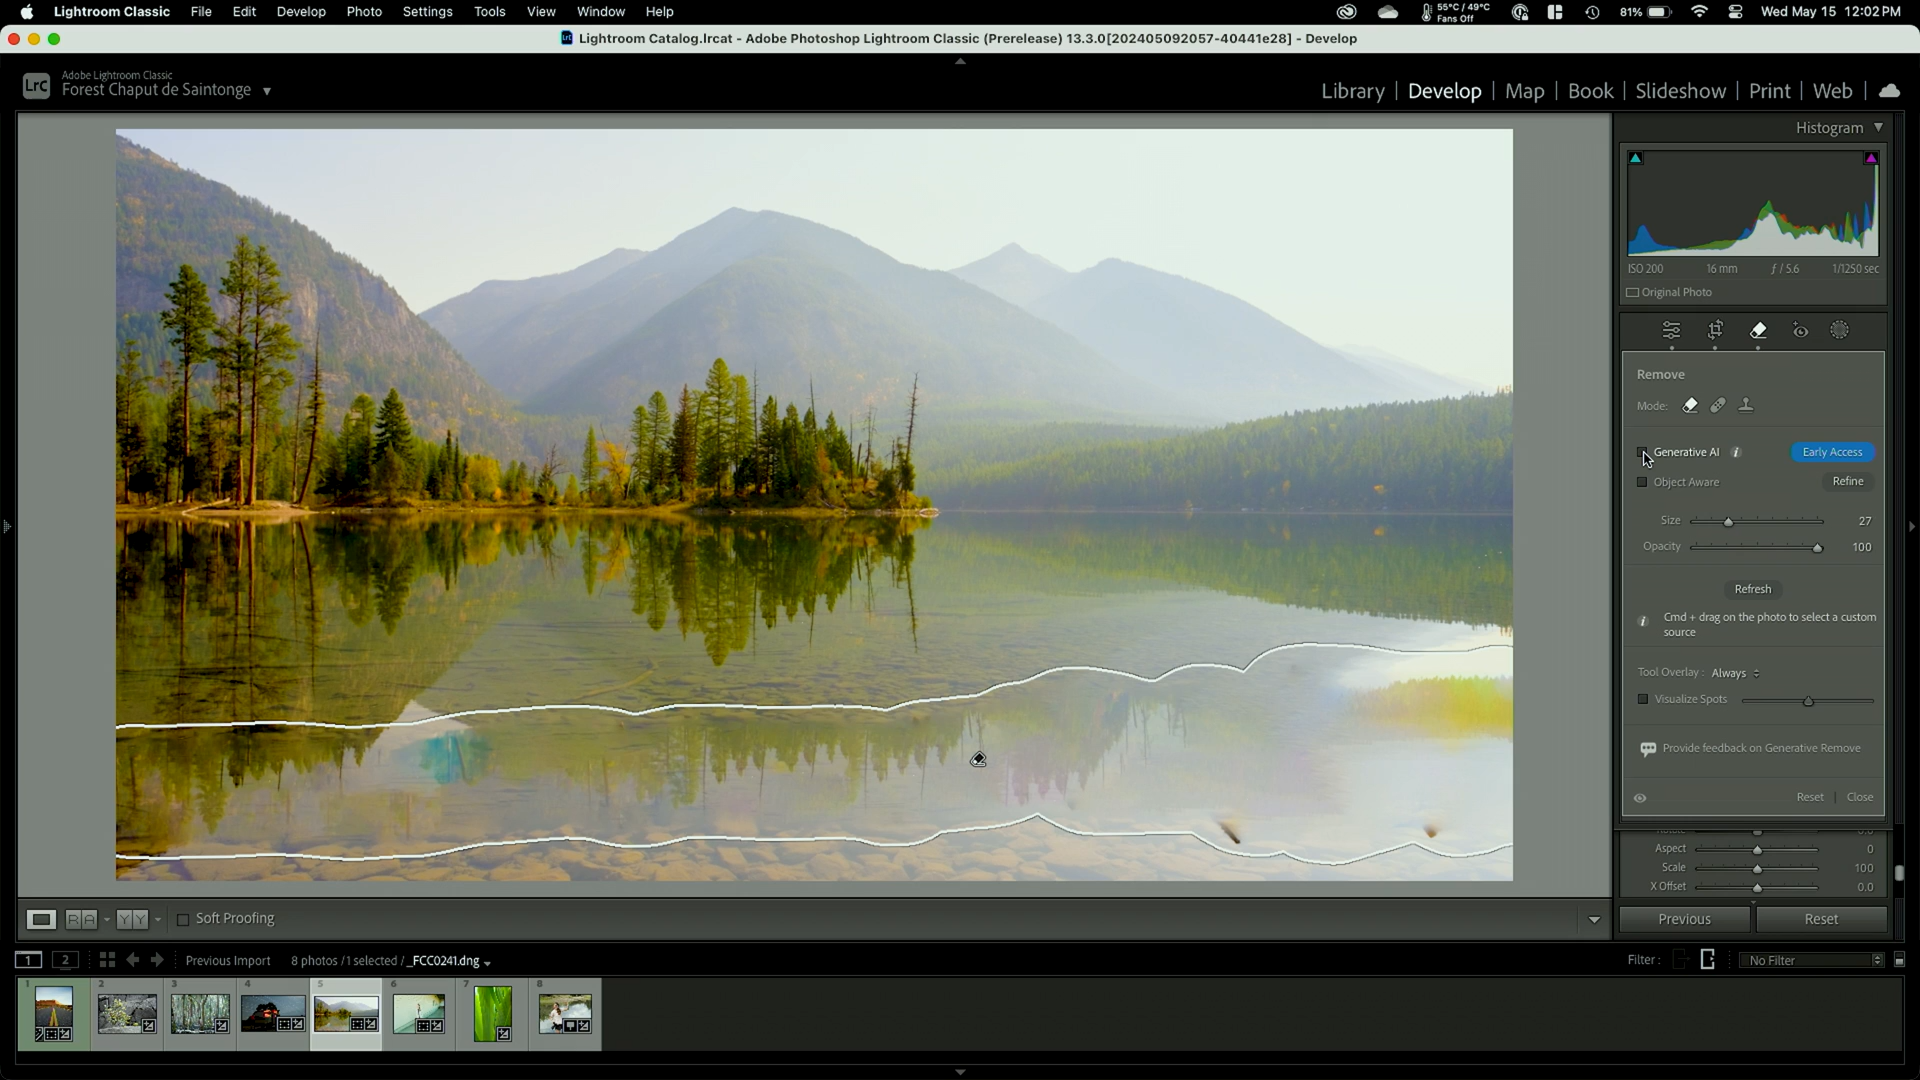 Lightroom Classic File Edit Develop Photo Settings Tools View Window Help
55°C / 49°C
Fans Off
81%
Wed May 15 12:02 PM
Lightroom Catalog.lrcat - Adobe Photoshop Lightroom Classic (Prerelease) 13.3.0[202405092057-40441e28] - Develop
LrC
Adobe Lightroom Classic
Forest Chaput de Saintonge
Library | Develop | Map | Book | Slideshow | Print | Web |
Histogram
ISO 200 16 mm ƒ / 5.6 1/1250 sec
Original Photo
Remove
Mode:
Generative AI Early Access
Object Aware Refine
Size 27
Opacity 100
Refresh
Cmd + drag on the photo to select a custom
source
Tool Overlay : Always
Visualize Spots
Provide feedback on Generative Remove
Reset | Close
Aspect 0
Scale 100
X Offset 0.0
Previous Reset
R A Y Y Soft Proofing
1 2 Previous Import 8 photos / 1 selected / _FCC0241.dng
Filter : No Filter
1 2 3 4 5 6 7 8